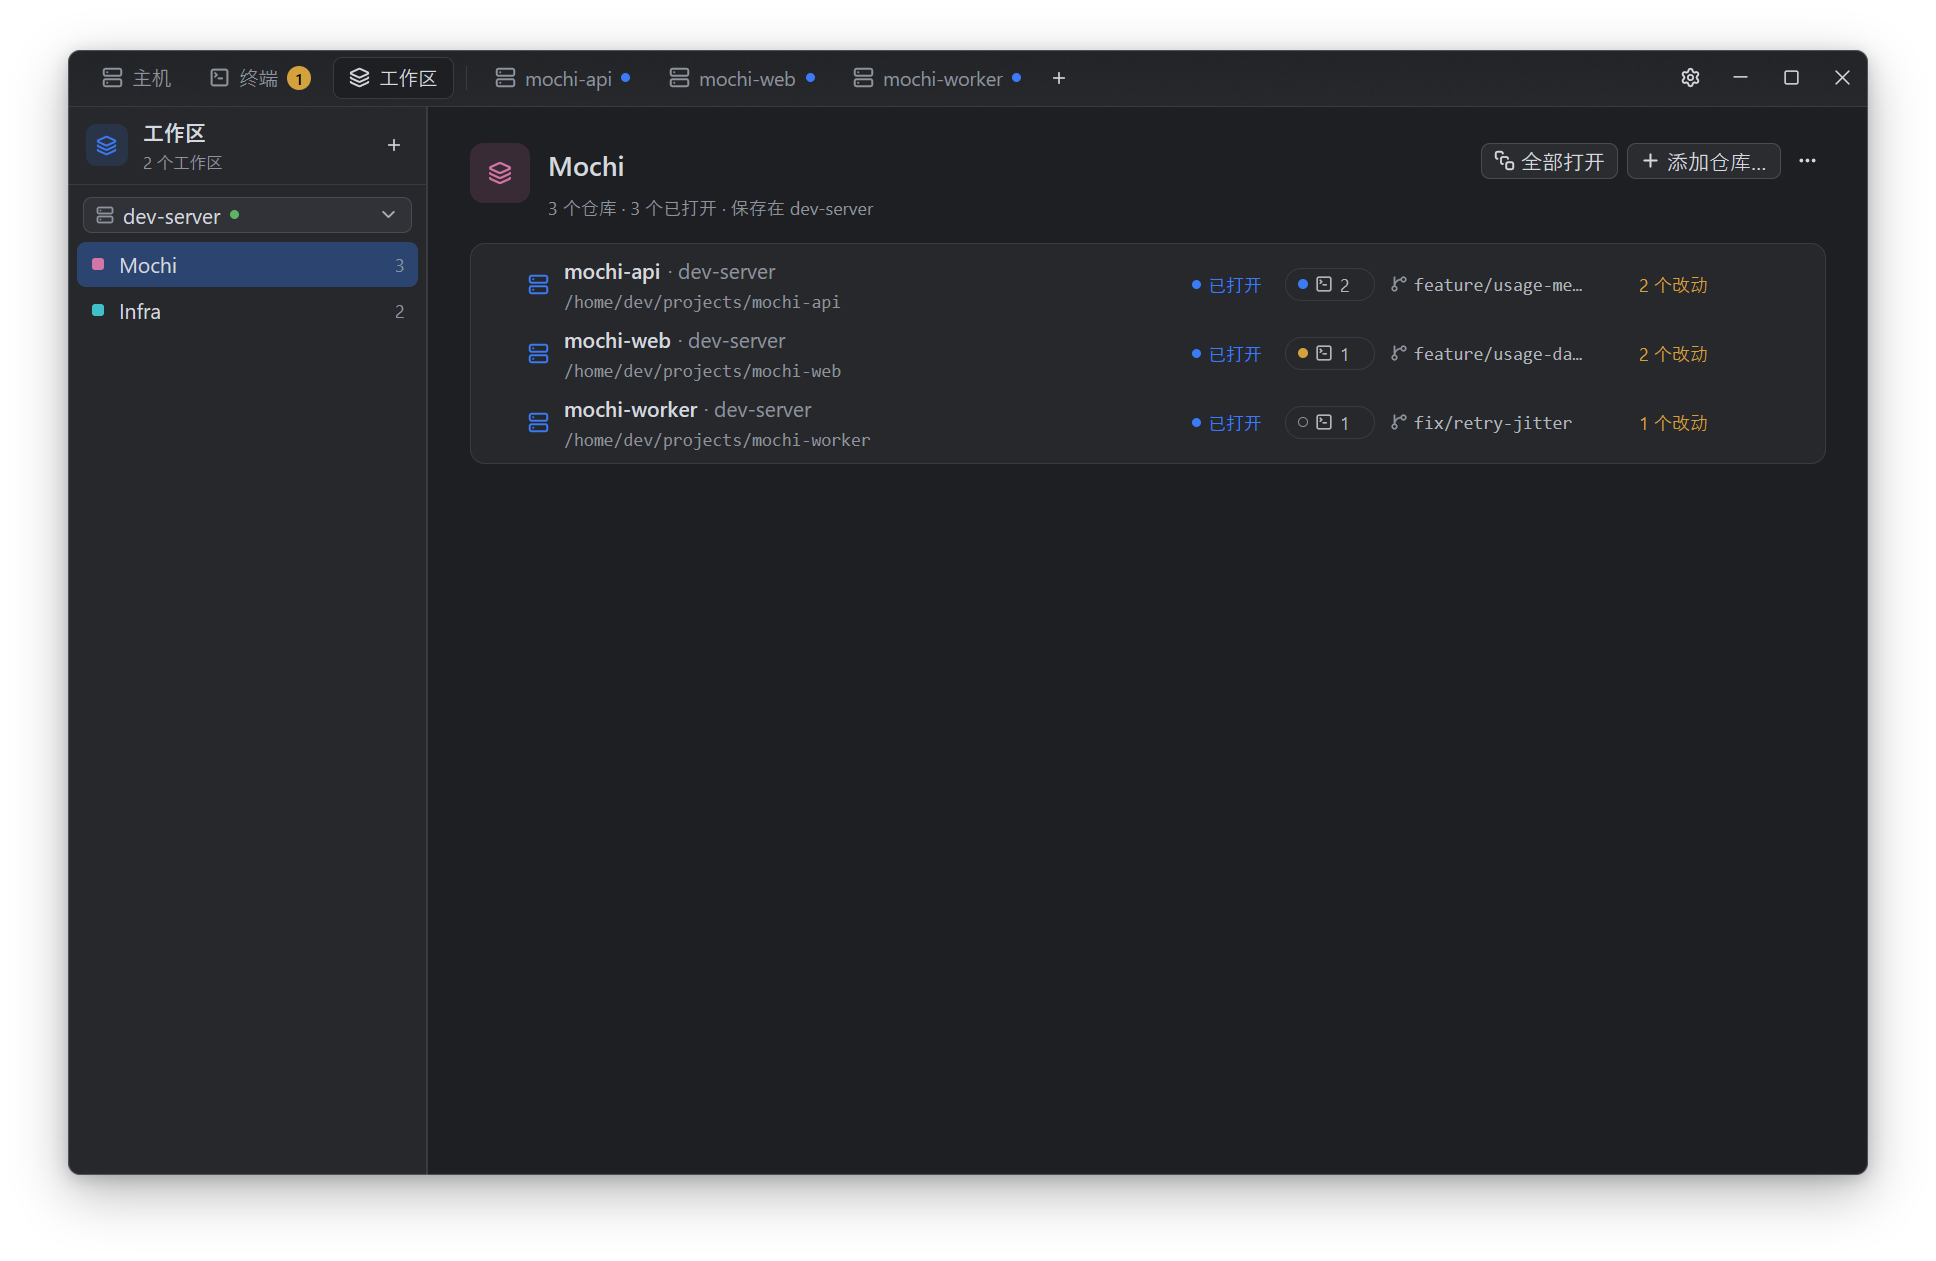 主机 终端 1 工作区 mochi-api mochi-web mochi-worker
工作区
2 个工作区
dev-server
Mochi 3
Infra 2
Mochi
3 个仓库 · 3 个已打开 · 保存在 dev-server
全部打开 添加仓库...
mochi-api · dev-server
/home/dev/projects/mochi-api
已打开 2 feature/usage-me… 2 个改动
mochi-web · dev-server
/home/dev/projects/mochi-web
已打开 1 feature/usage-da… 2 个改动
mochi-worker · dev-server
/home/dev/projects/mochi-worker
已打开 1 fix/retry-jitter 1 个改动